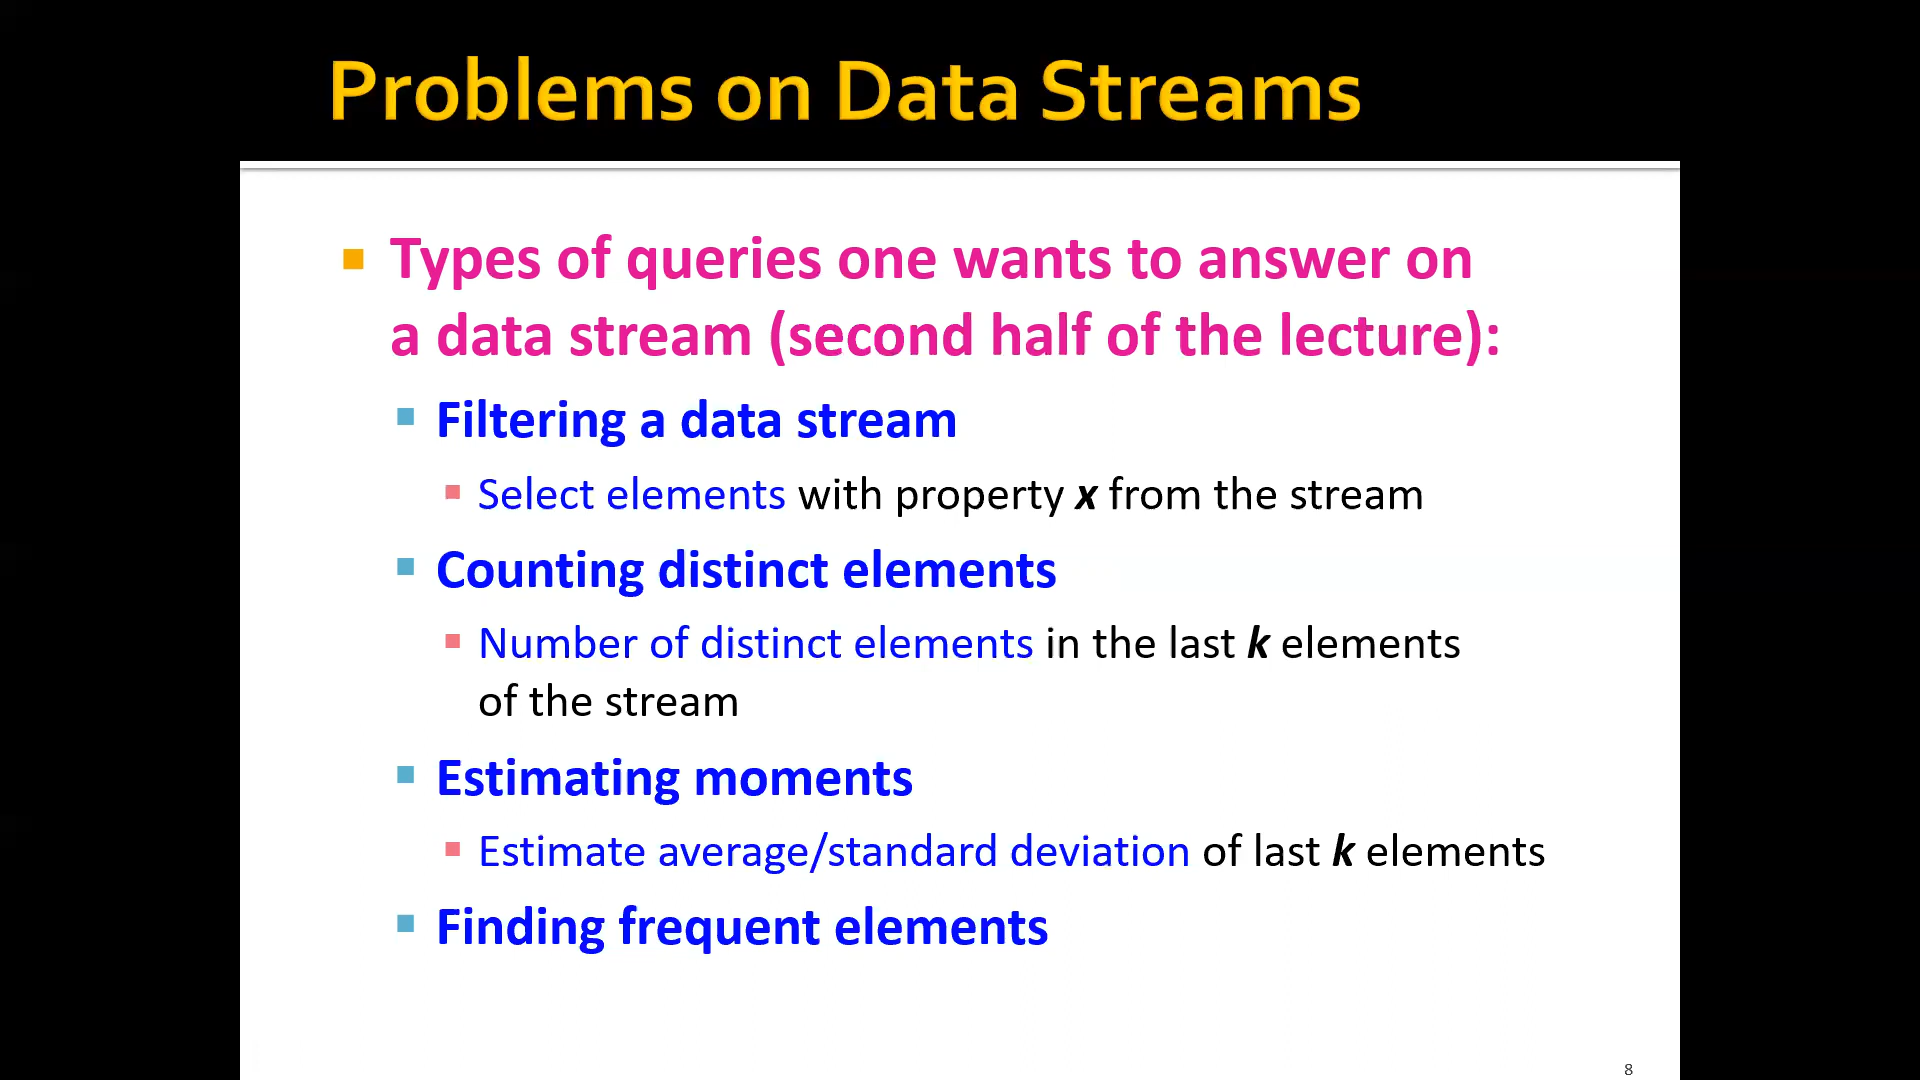 Problems on Data Streams
Types of queries one wants to answer on
a data stream (second half of the lecture):
Filtering a data stream
Select elements with property x from the stream
Counting distinct elements
Number of distinct elements in the last k elements
of the stream
Estimating moments
Estimate average/standard deviation of last k elements
Finding frequent elements
8